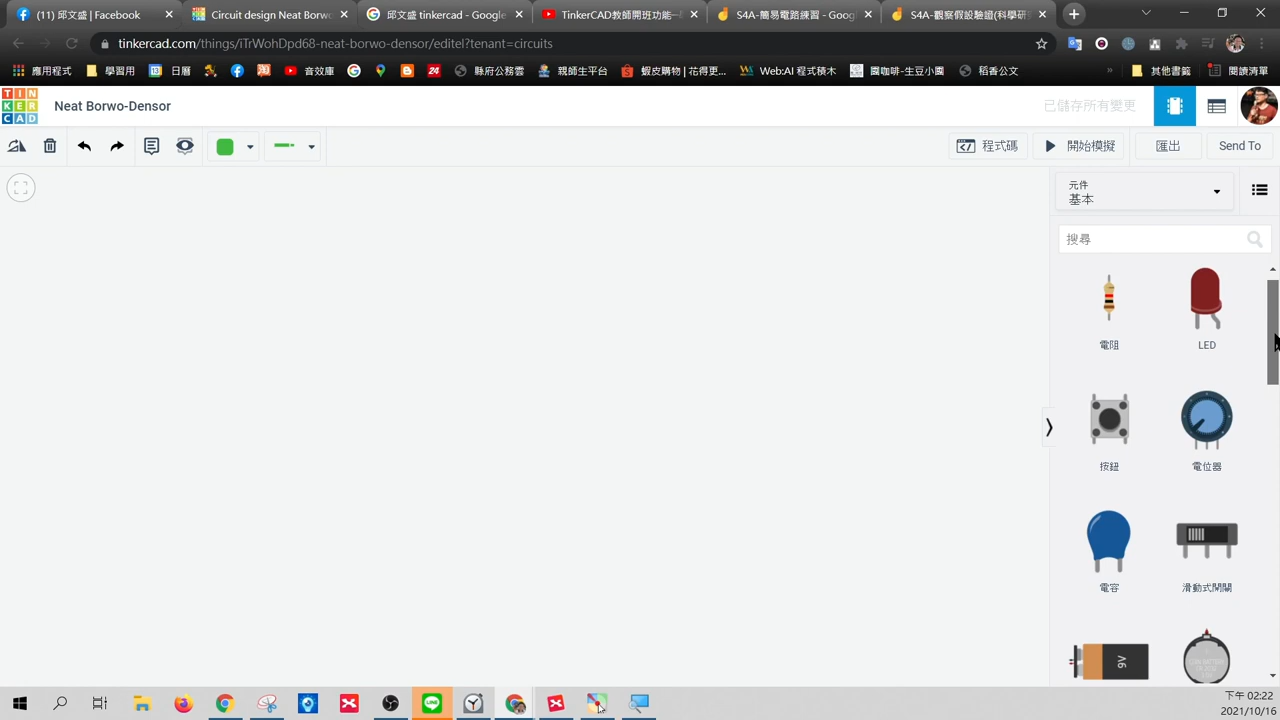 (11) 邱文盛 | Facebook
Circuit design Neat Borwo
邱文盛 tinkercad - Google
TinkerCAD教師開班功能一
S4A-簡易電路練習 - Goog
S4A-觀察假設驗證(科學研
tinkercad.com/things/iTrWohDpd68-neat-borwo-densor/editel?tenant=circuits
應用程式
學習用
日曆
音效庫
縣府公務雲
親師生平台
蝦皮購物 | 花得更...
Web:AI 程式積木
國咖啡-生豆小圈
稻香公文
»
其他書籤
閱讀清單
TIN
KER
CAD
Neat Borwo-Densor
已儲存所有變更
程式碼
開始模擬
匯出
Send To
元件
基本
搜尋
電阻
LED
按鈕
電位器
電容
滑動式開關
9V
下午 02:22
2021/10/16